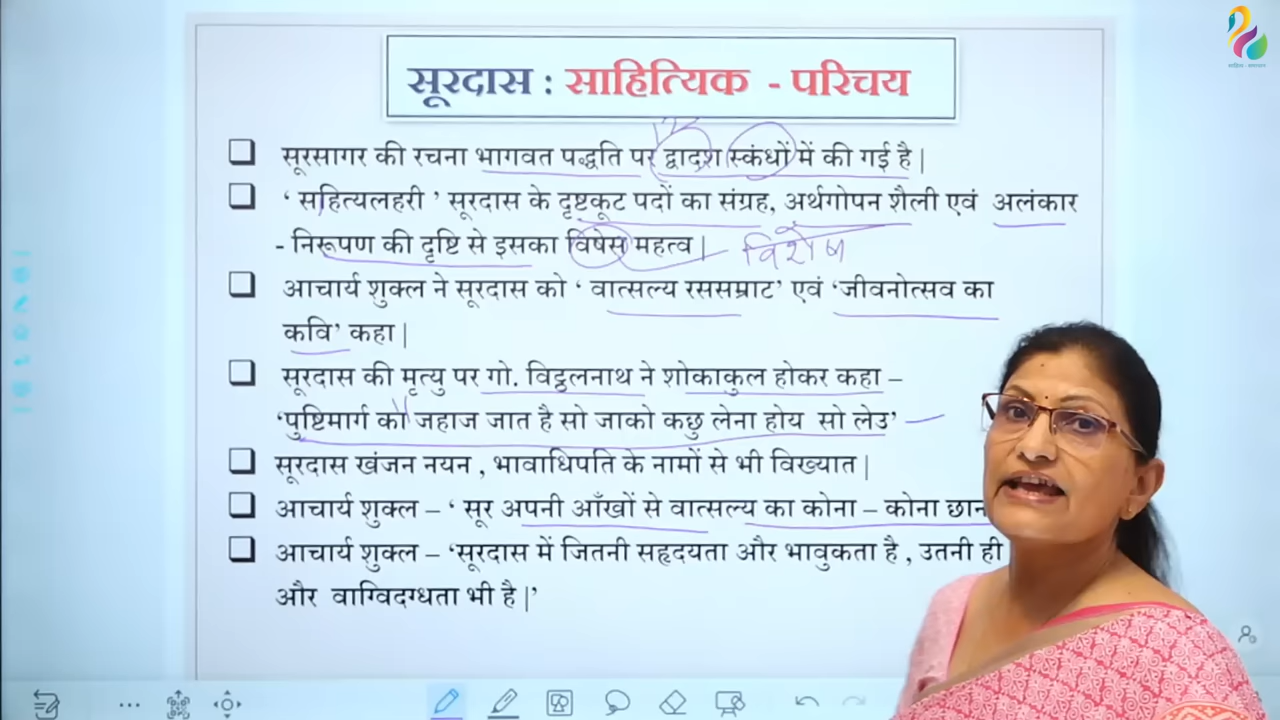 सूरदास : साहित्यिक - परिचय
❑ सूरसागर की रचना भागवत पद्धति पर द्वादश स्कंधों में की गई है |
❑ ‘ सहित्यलहरी ’ सूरदास के दृष्टकूट पदों का संग्रह, अर्थगोपन शैली एवं अलंकार
- निरूपण की दृष्टि से इसका विषेस महत्व | विशेष
❑ आचार्य शुक्ल ने सूरदास को ‘ वात्सल्य रससम्राट’ एवं ‘जीवनोत्सव का
कवि’ कहा |
❑ सूरदास की मृत्यु पर गो. विट्ठलनाथ ने शोकाकुल होकर कहा –
‘पुष्टिमार्ग को जहाज जात है सो जाको कछु लेना होय सो लेउ’
❑ सूरदास खंजन नयन , भावाधिपति के नामों से भी विख्यात |
❑ आचार्य शुक्ल – ‘ सूर अपनी आँखों से वात्सल्य का कोना – कोना छान
❑ आचार्य शुक्ल – ‘सूरदास में जितनी सहृदयता और भावुकता है , उतनी ही
और वाग्विदग्धता भी है |’